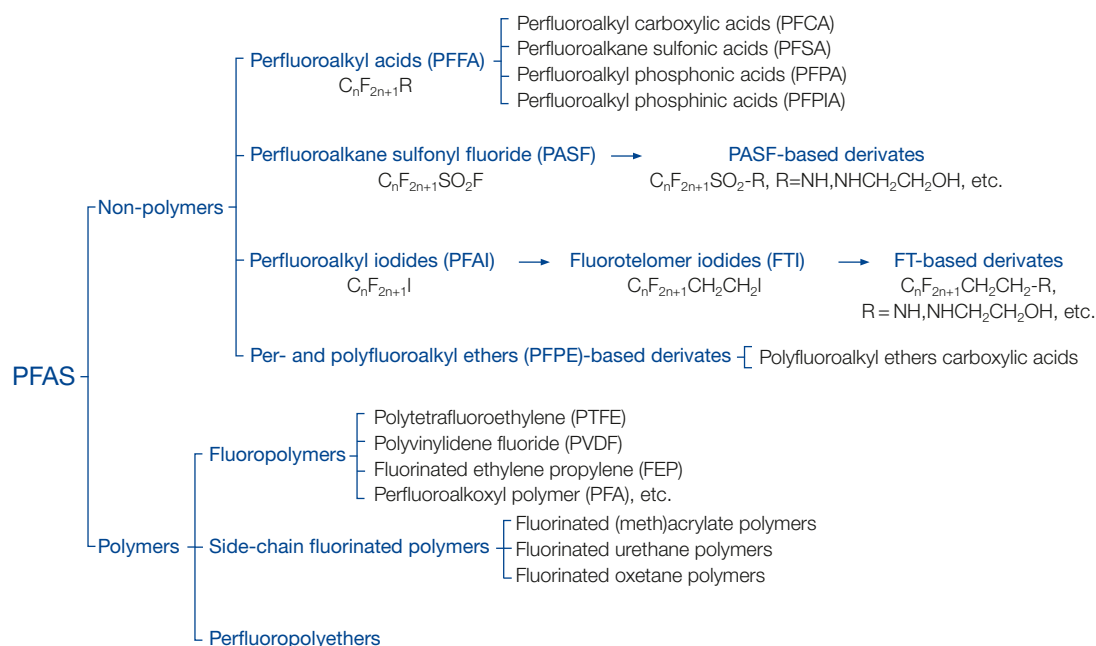 PFAS
Non-polymers
Perfluoroalkyl acids (PFFA)
CnF2n+1R
Perfluoroalkyl carboxylic acids (PFCA)
Perfluoroalkane sulfonic acids (PFSA)
Perfluoroalkyl phosphonic acids (PFPA)
Perfluoroalkyl phosphinic acids (PFPIA)
Perfluoroalkane sulfonyl fluoride (PASF)
CnF2n+1SO2F
PASF-based derivates
CnF2n+1SO2-R, R=NH,NHCH2CH2OH, etc.
Perfluoroalkyl iodides (PFAI)
CnF2n+1I
Fluorotelomer iodides (FTI)
CnF2n+1CH2CH2I
FT-based derivates
CnF2n+1CH2CH2-R,
R = NH,NHCH2CH2OH, etc.
Per- and polyfluoroalkyl ethers (PFPE)-based derivates
Polyfluoroalkyl ethers carboxylic acids
Polymers
Fluoropolymers
Polytetrafluoroethylene (PTFE)
Polyvinylidene fluoride (PVDF)
Fluorinated ethylene propylene (FEP)
Perfluoroalkoxyl polymer (PFA), etc.
Side-chain fluorinated polymers
Fluorinated (meth)acrylate polymers
Fluorinated urethane polymers
Fluorinated oxetane polymers
Perfluoropolyethers